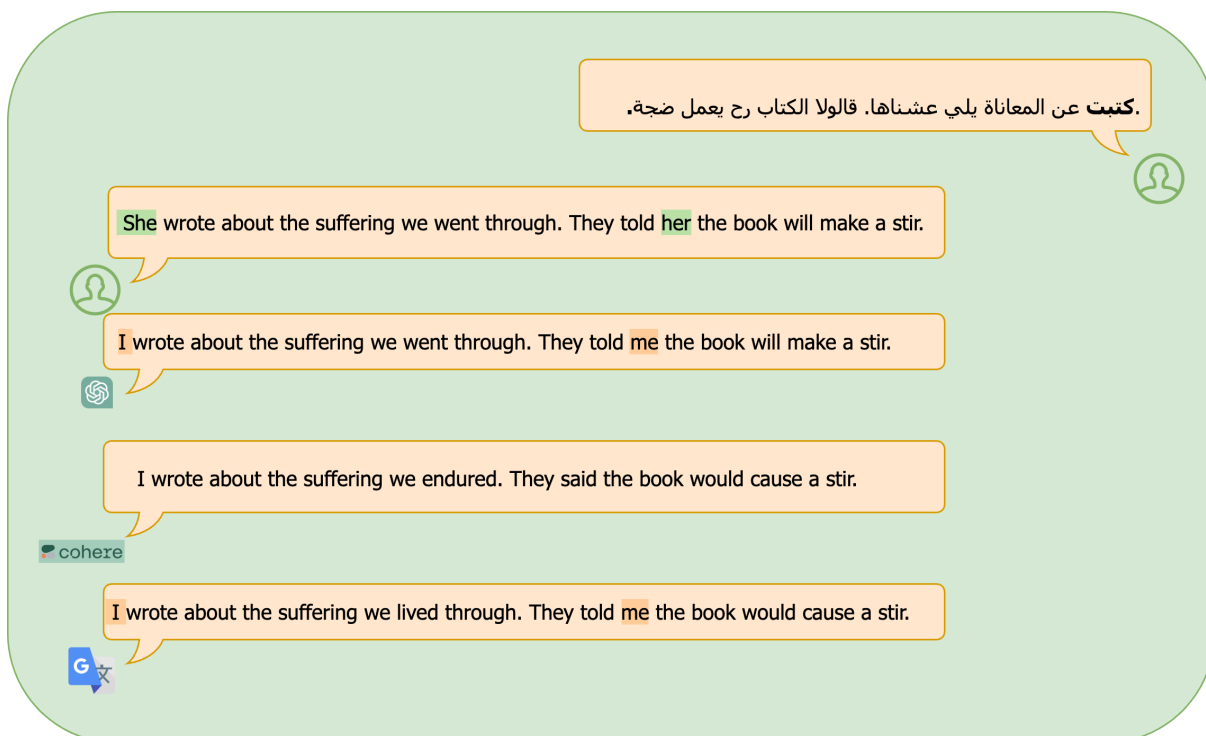 كتبت عن المعاناة يلي عشناها. قالولا الكتاب رح يعمل ضجة.
She wrote about the suffering we went through. They told her the book will make a stir.
I wrote about the suffering we went through. They told me the book will make a stir.
I wrote about the suffering we endured. They said the book would cause a stir.
cohere
I wrote about the suffering we lived through. They told me the book would cause a stir.
G 文